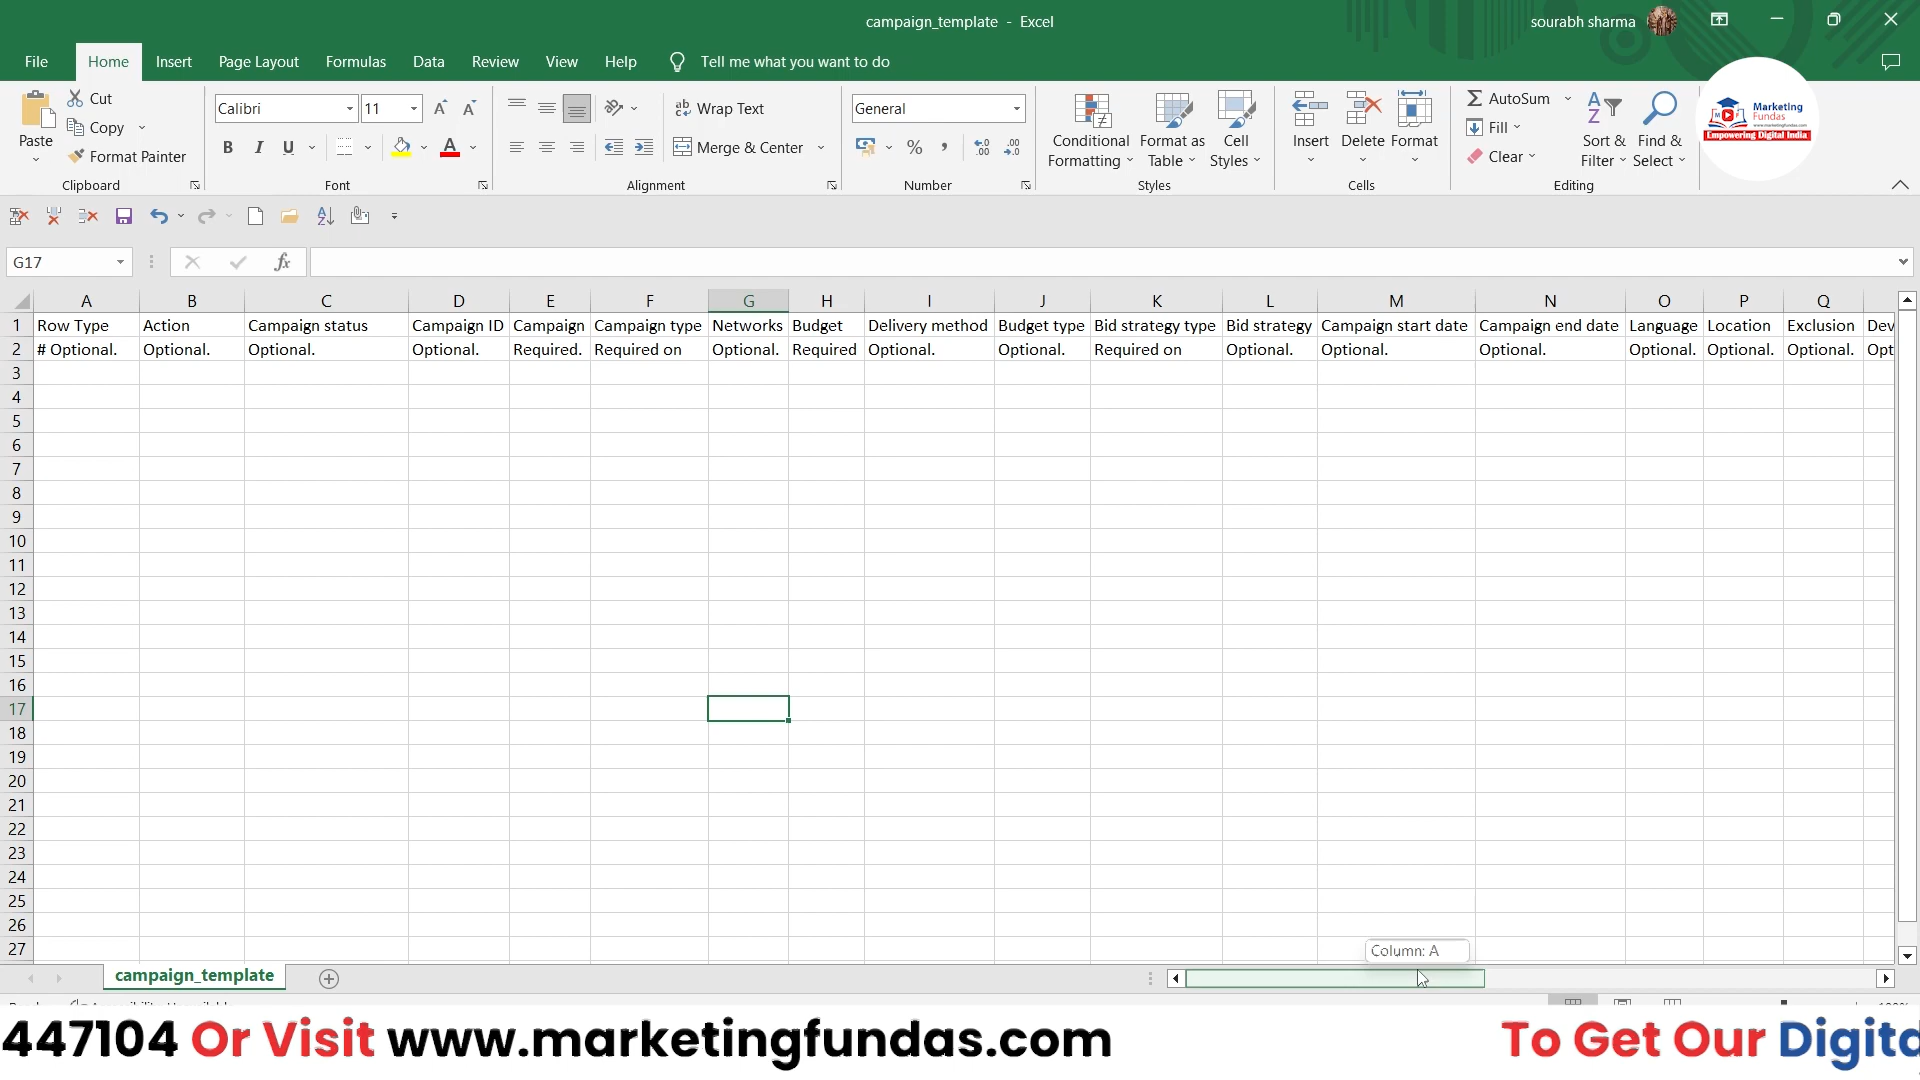 campaign_template - Excel
sourabh sharma
File Home Insert Page Layout Formulas Data Review View Help Tell me what you want to do
Paste
Cut
Copy
Format Painter
Clipboard
Calibri 11
B I U
Font
Wrap Text
Merge & Center
Alignment
General
Number
Conditional Formatting
Format as Table
Cell Styles
Styles
Insert Delete Format
Cells
AutoSum
Fill
Clear
Sort & Filter
Find & Select
Editing
Marketing
Fundas
Empowering Digital India
G17
fx
A B C D E F G H I J K L M N O P Q
1 Row Type Action Campaign status Campaign ID Campaign Campaign type Networks Budget Delivery method Budget type Bid strategy type Bid strategy Campaign start date Campaign end date Language Location Exclusion Dev
2 # Optional. Optional. Optional. Optional. Required. Required on Optional. Required Optional. Optional. Required on Optional. Optional. Optional. Optional. Optional. Optional. Opt
3
4
5
6
7
8
9
10
11
12
13
14
15
16
17
18
19
20
21
22
23
24
25
26
27
Column: A
campaign_template
447104 Or Visit www.marketingfundas.com To Get Our Digita